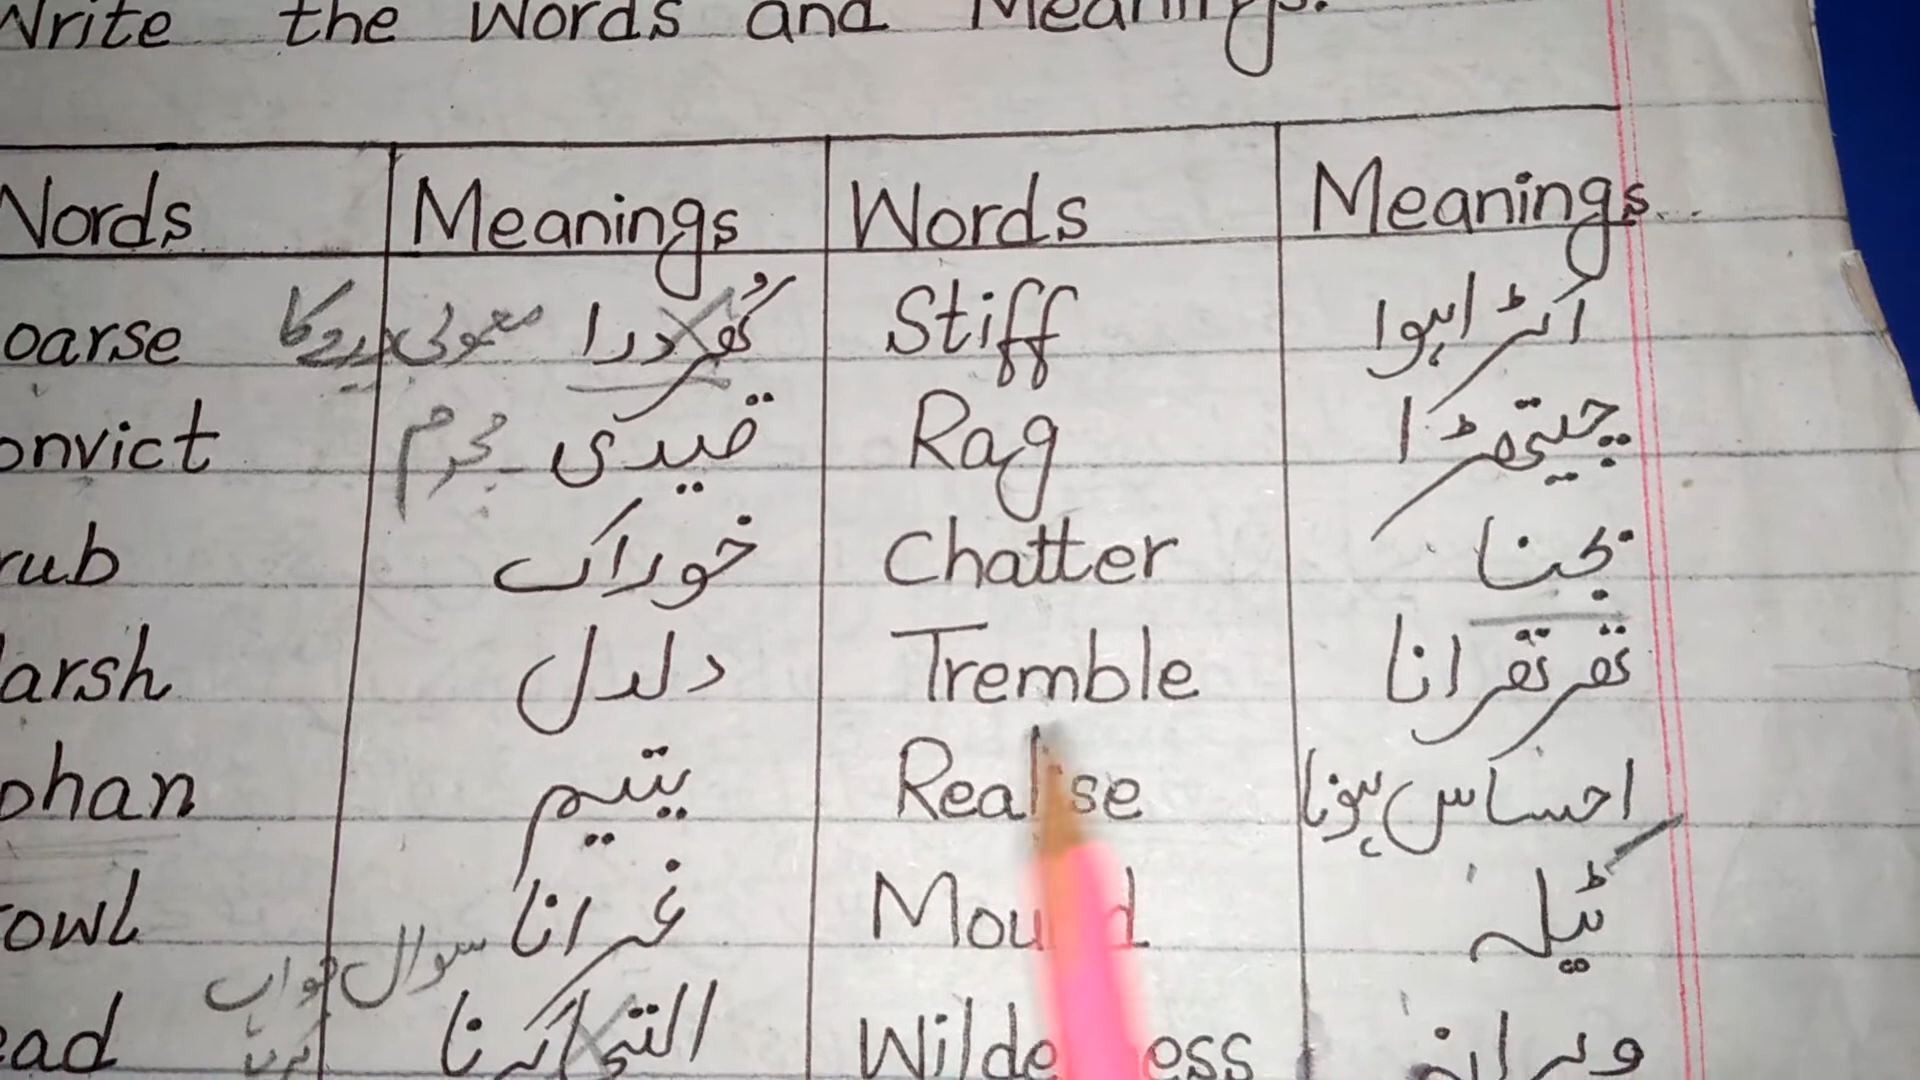 Write the Words and Meanings.
Words Meanings Words Meanings
oarse کھردرا معمولی Stiff اکڑا ہوا
onvict قیدی مجرم Rag چیتھڑا
rub خوراک Chatter بجنا
arsh دلدل Tremble تھرتھرانا
phan یتیم Realise احساس ہونا
owl غرانا Mound ٹیلہ
سوال جواب
ead التجا کرنا Wilderness ویرانہ
کرنا